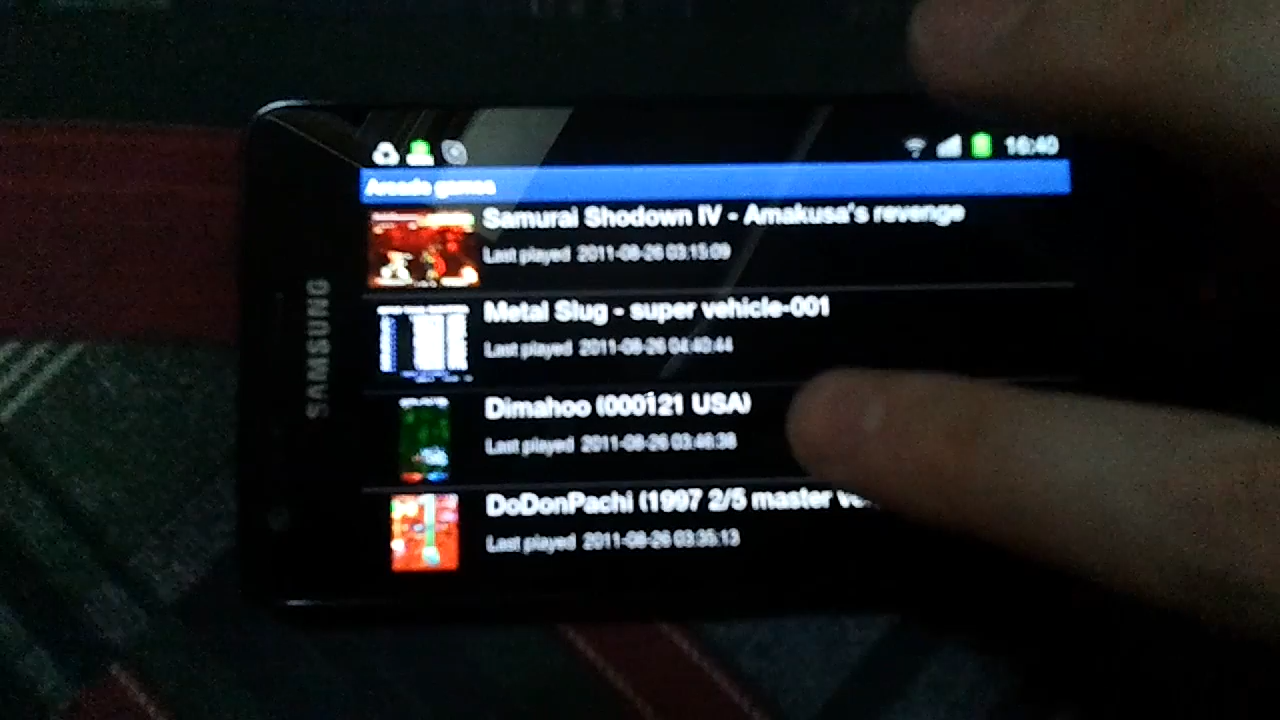 16:40
Arcade games
Samurai Shodown IV - Amakusa's revenge
Last played 2011-08-26 03:15:09
Metal Slug - super vehicle-001
Last played 2011-08-26 04:40:44
Dimahoo (000121 USA)
Last played 2011-08-26 03:46:38
DoDonPachi (1997 2/5 master
Last played 2011-08-26 03:35:13
SAMSUNG